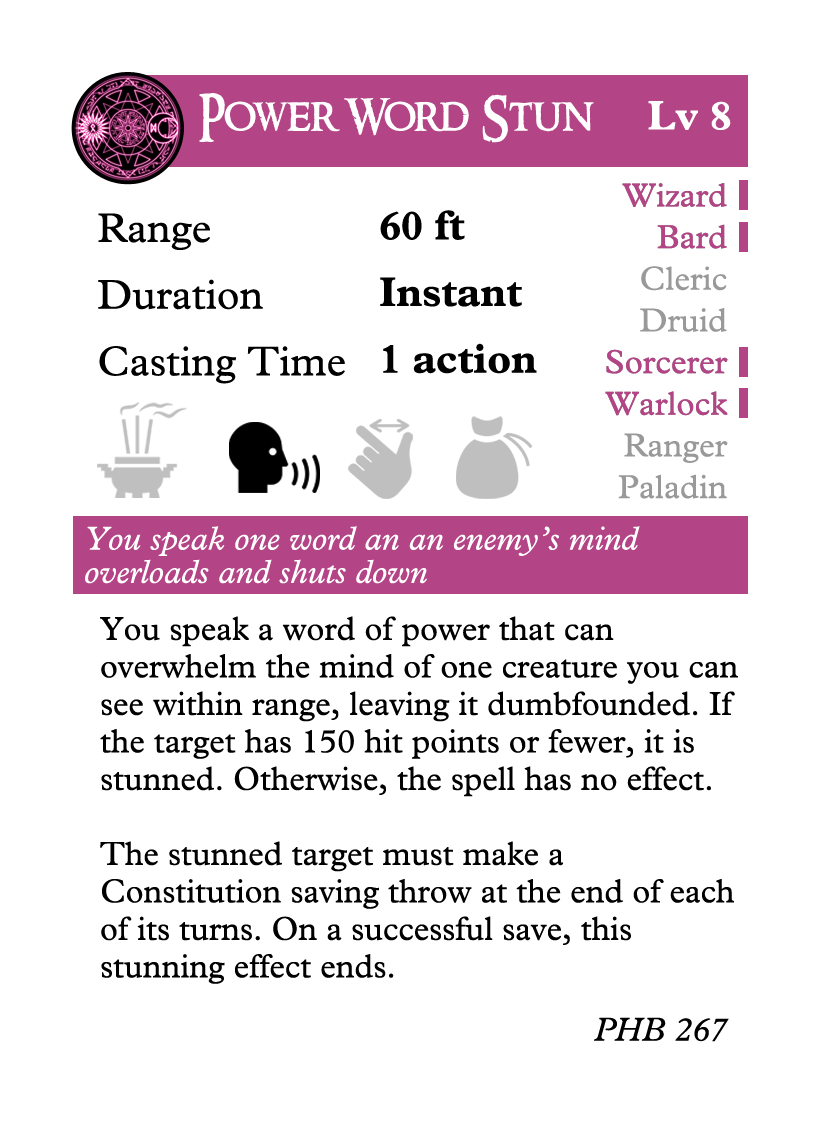 Power Word Stun Lv 8
Range 60 ft
Duration Instant
Casting Time 1 action
Wizard
Bard
Cleric
Druid
Sorcerer
Warlock
Ranger
Paladin
You speak one word an an enemy’s mind
overloads and shuts down
You speak a word of power that can
overwhelm the mind of one creature you can
see within range, leaving it dumbfounded. If
the target has 150 hit points or fewer, it is
stunned. Otherwise, the spell has no effect.
The stunned target must make a
Constitution saving throw at the end of each
of its turns. On a successful save, this
stunning effect ends.
PHB 267